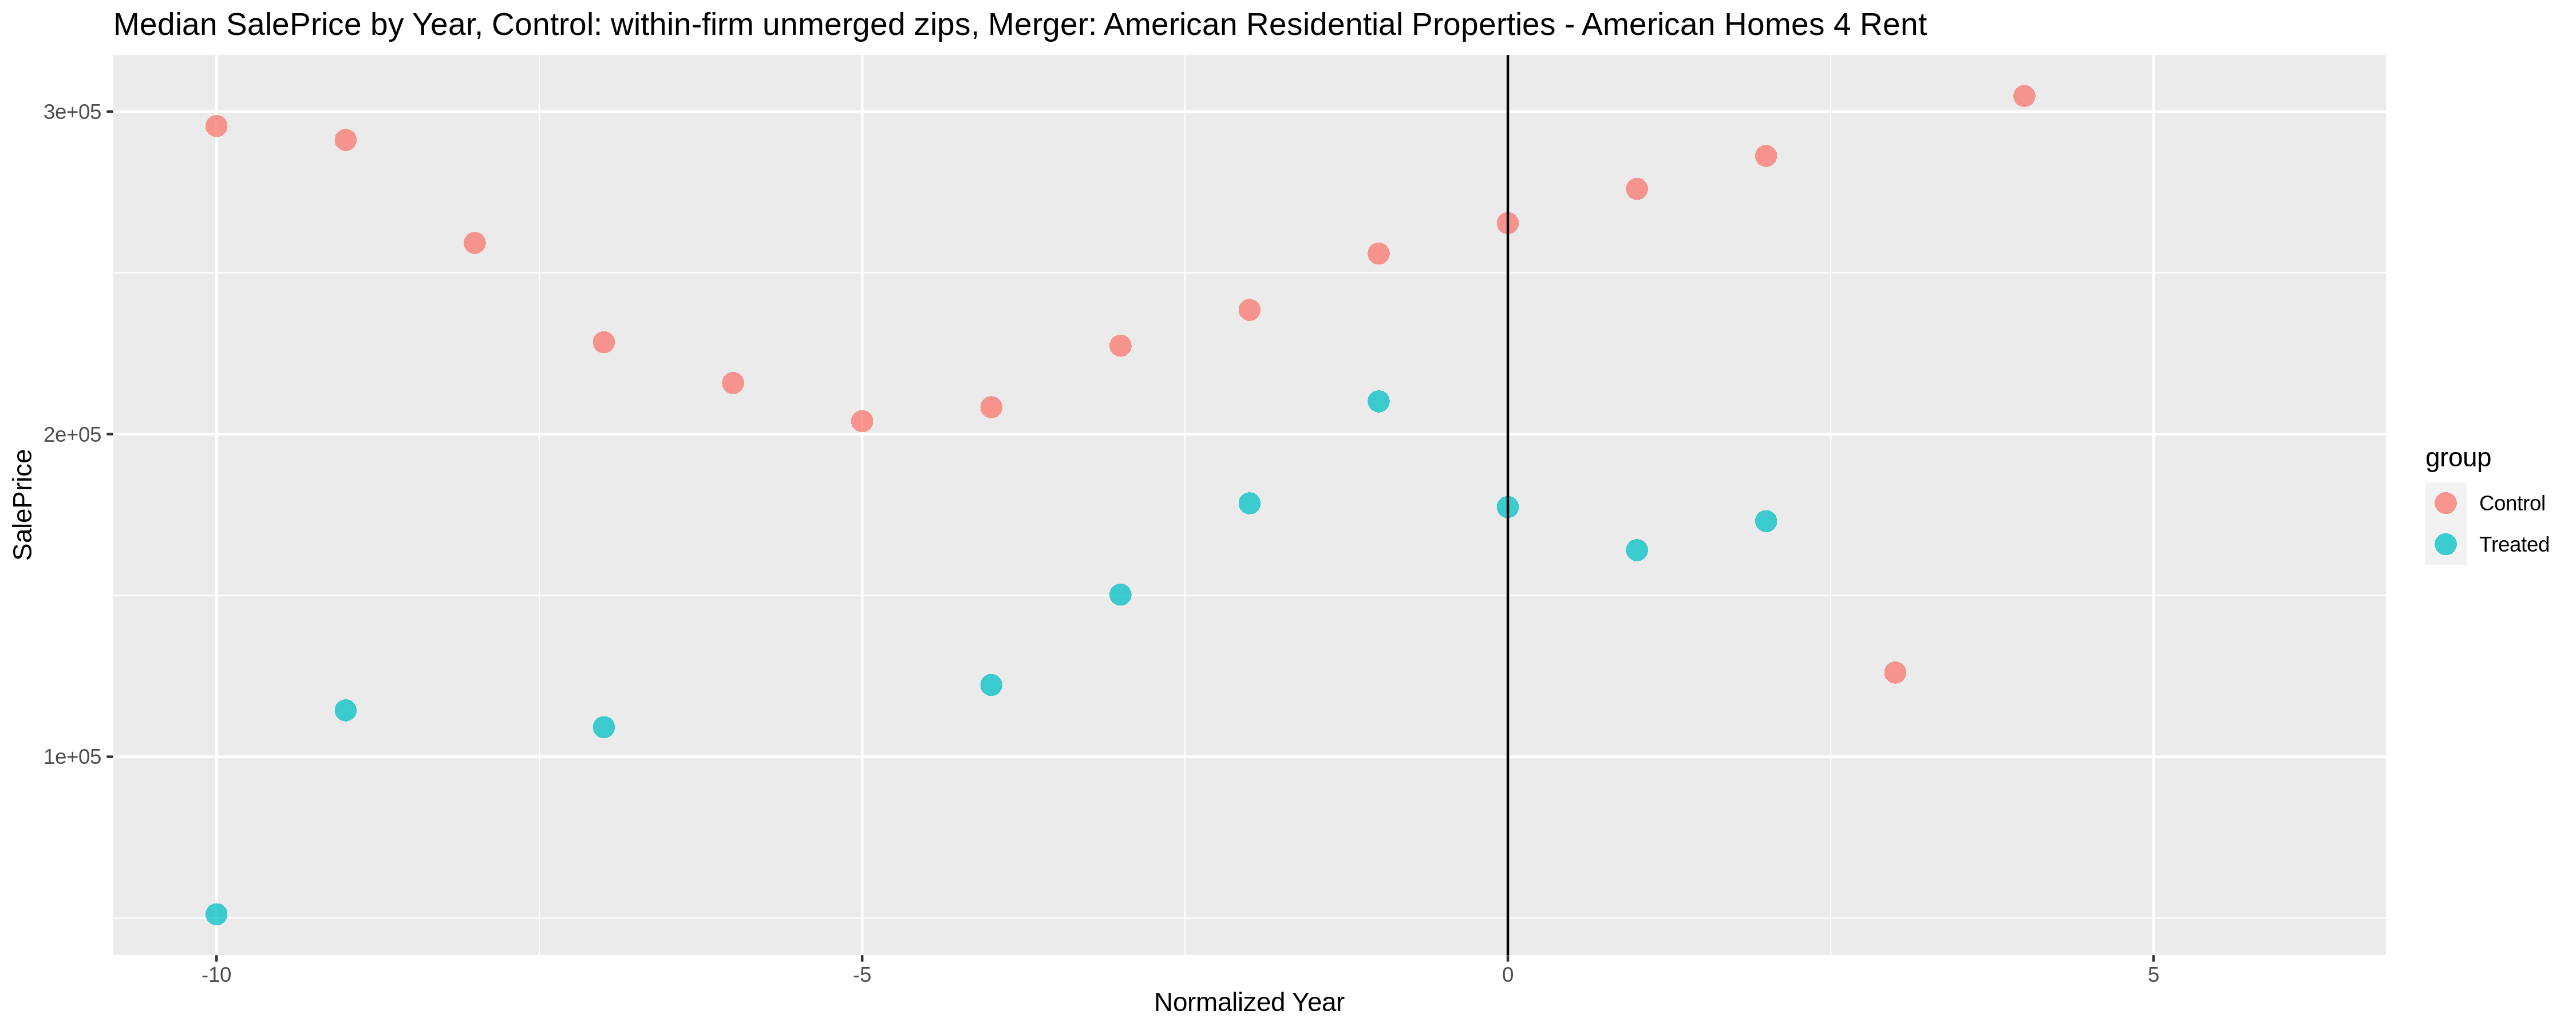 Median SalePrice by Year, Control: within-firm unmerged zips, Merger: American Residential Properties - American Homes 4 Rent
3e+05
2e+05
1e+05
SalePrice
-10
-5
0
5
Normalized Year
group
Control
Treated